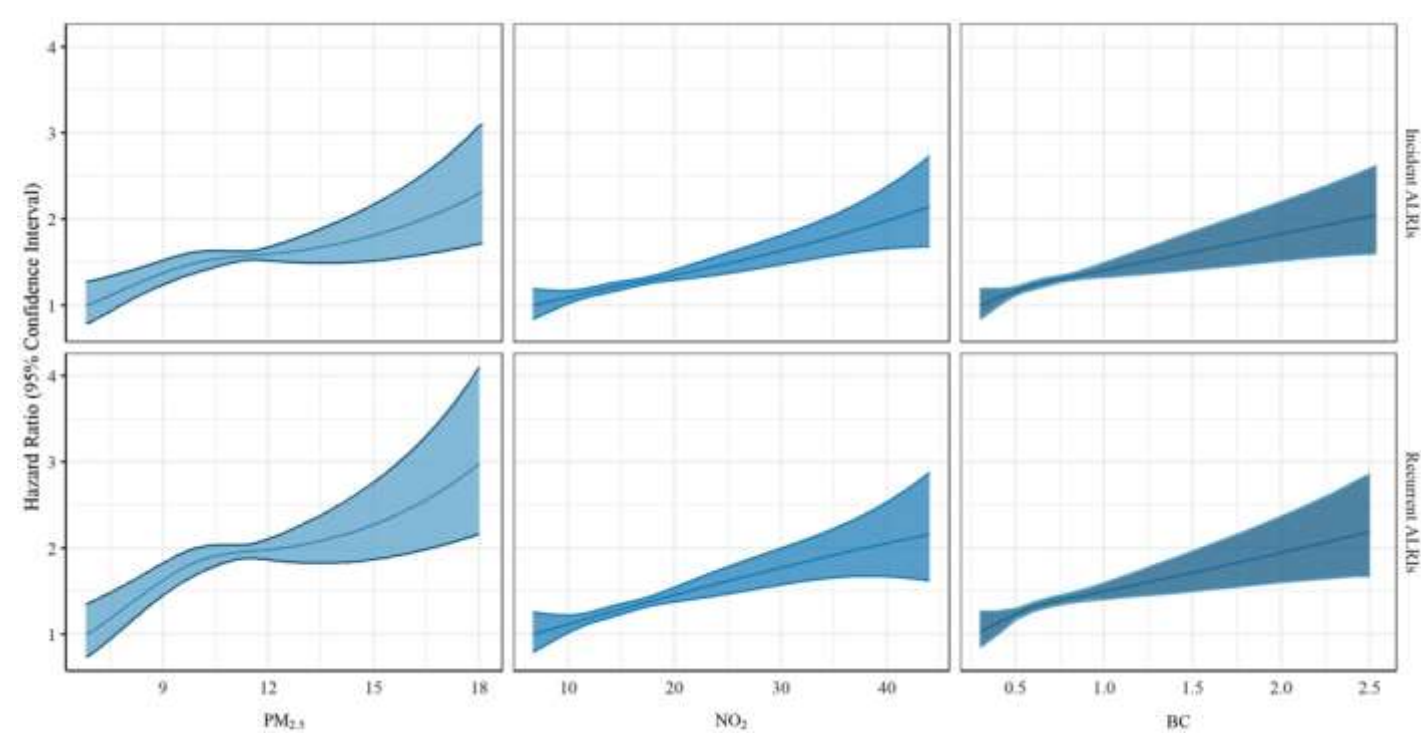 Hazard Ratio (95% Confidence Interval)
4
3
2
1
Incident ALRIs
4
3
2
1
Recurrent ALRIs
9 12 15 18 10 20 30 40 0.5 1.0 1.5 2.0 2.5
PM₂.₅ NO₂ BC